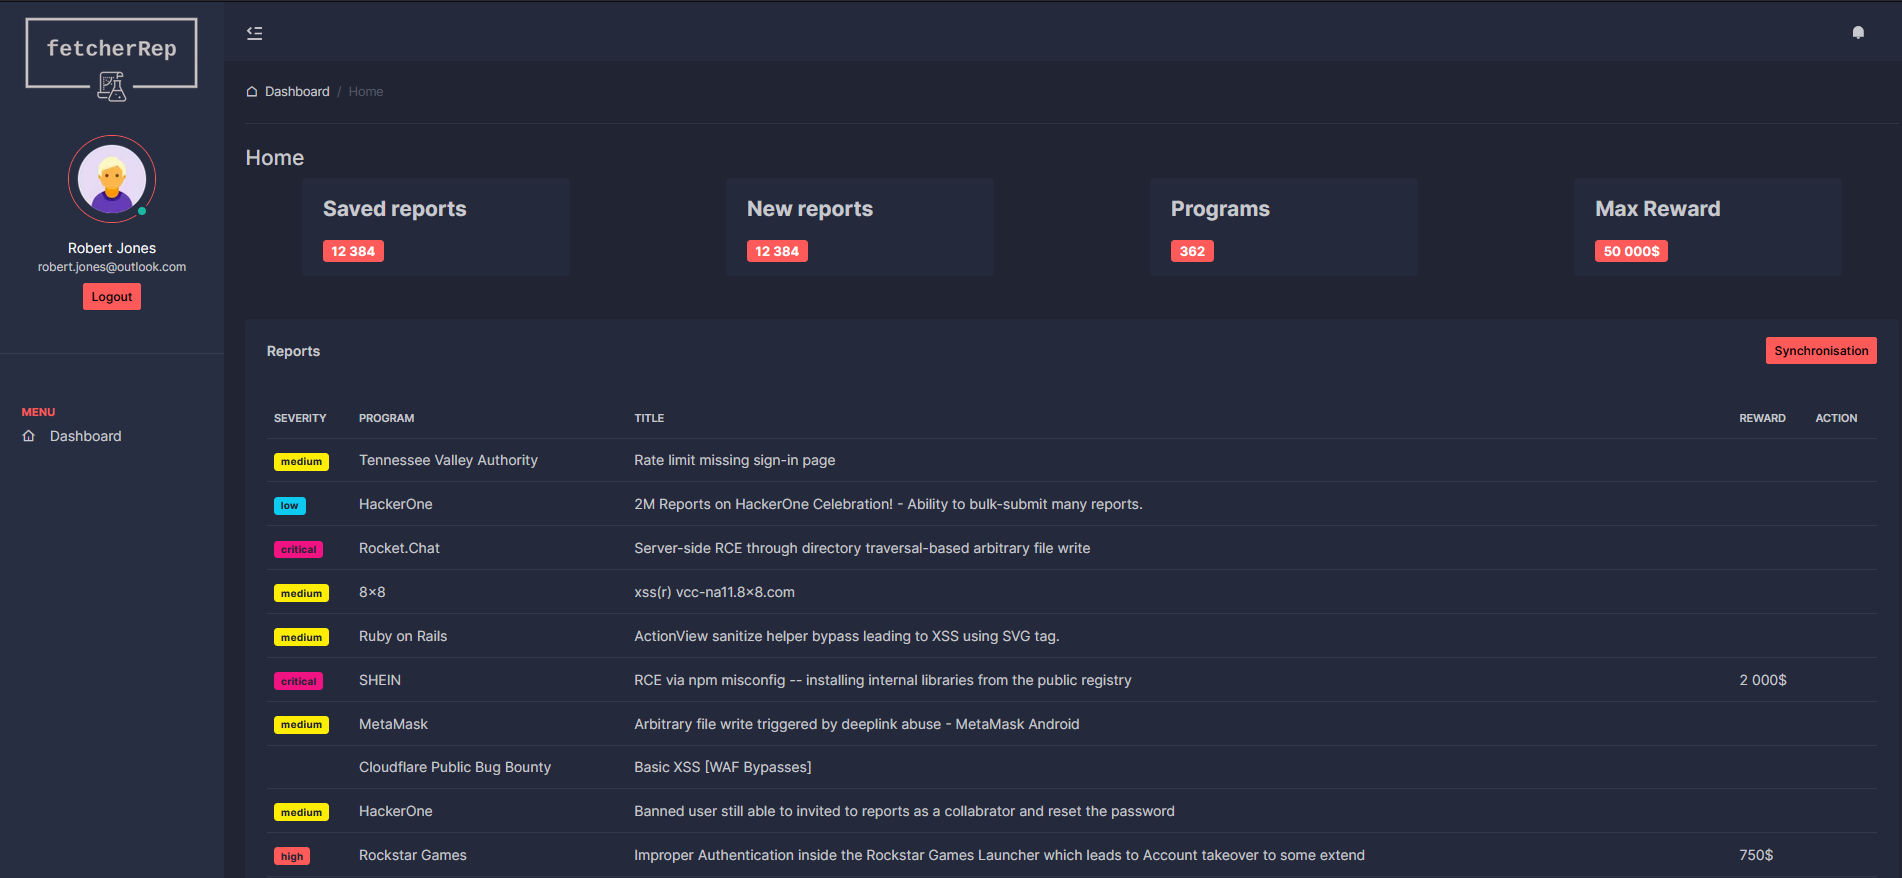 fetcherRep
Dashboard / Home
Robert Jones
robert.jones@outlook.com
Logout
MENU
Dashboard
Home
Saved reports
12 384
New reports
12 384
Programs
362
Max Reward
50 000$
Reports
Synchronisation
SEVERITY PROGRAM TITLE REWARD ACTION
medium Tennessee Valley Authority Rate limit missing sign-in page
low HackerOne 2M Reports on HackerOne Celebration! - Ability to bulk-submit many reports.
critical Rocket.Chat Server-side RCE through directory traversal-based arbitrary file write
medium 8×8 xss(r) vcc-na11.8×8.com
medium Ruby on Rails ActionView sanitize helper bypass leading to XSS using SVG tag.
critical SHEIN RCE via npm misconfig -- installing internal libraries from the public registry 2 000$
medium MetaMask Arbitrary file write triggered by deeplink abuse - MetaMask Android
Cloudflare Public Bug Bounty Basic XSS [WAF Bypasses]
medium HackerOne Banned user still able to invited to reports as a collabrator and reset the password
high Rockstar Games Improper Authentication inside the Rockstar Games Launcher which leads to Account takeover to some extend 750$